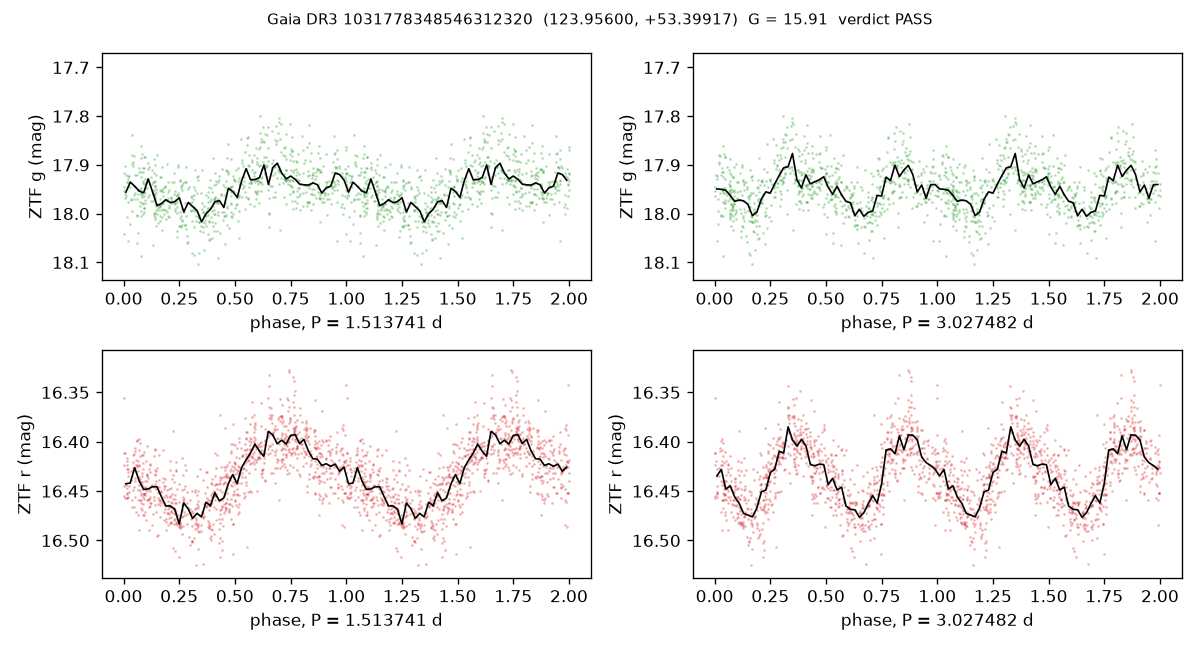 Gaia DR3 1031778348546312320 (123.95600, +53.39917) G = 15.91 verdict PASS
ZTF g (mag)
17.7
17.8
17.9
18.0
18.1
0.00 0.25 0.50 0.75 1.00 1.25 1.50 1.75 2.00
phase, P = 1.513741 d
ZTF g (mag)
17.7
17.8
17.9
18.0
18.1
0.00 0.25 0.50 0.75 1.00 1.25 1.50 1.75 2.00
phase, P = 3.027482 d
ZTF r (mag)
16.35
16.40
16.45
16.50
0.00 0.25 0.50 0.75 1.00 1.25 1.50 1.75 2.00
phase, P = 1.513741 d
ZTF r (mag)
16.35
16.40
16.45
16.50
0.00 0.25 0.50 0.75 1.00 1.25 1.50 1.75 2.00
phase, P = 3.027482 d